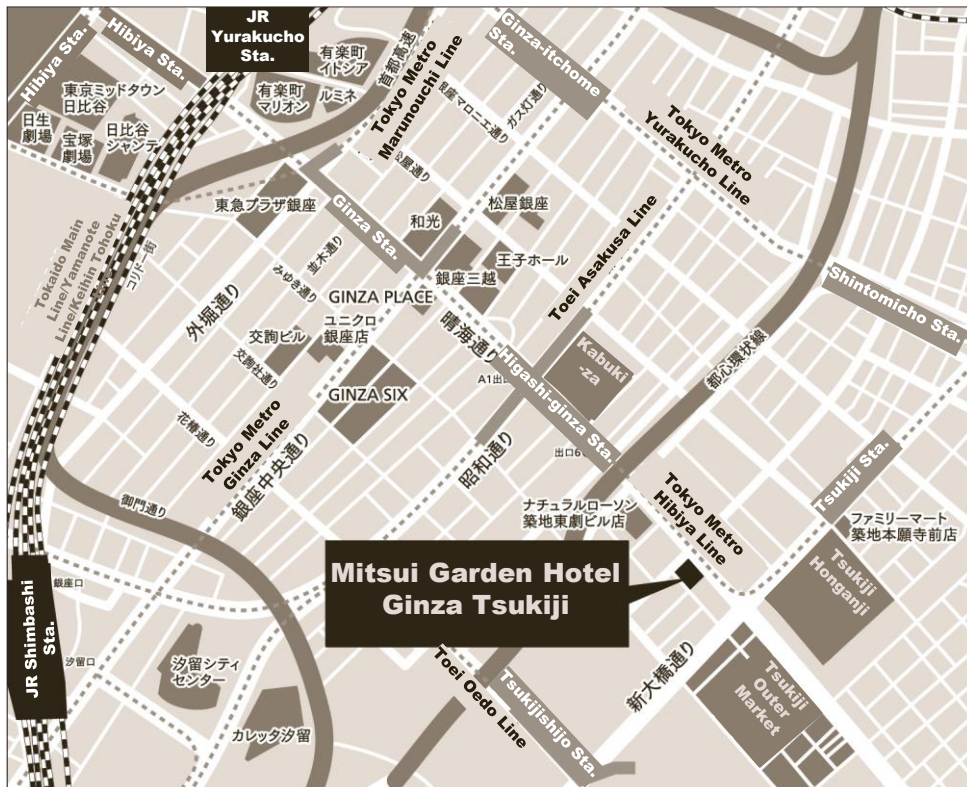 JR
Yurakucho
Sta.
Hibiya Sta.
Hibiya Sta.
東京ミッドタウン
日比谷
日生
劇場
宝塚
劇場
日比谷
シャンテ
有楽町
イトシア
有楽町
マリオン
ルミネ
首都高速
Tokyo Metro
Marunouchi Line
Ginza-itchome
Sta.
銀座マロニエ通り
ガス灯通り
松屋通り
Tokyo Metro
Yurakucho Line
東急プラザ銀座
Ginza Sta.
和光
松屋銀座
王子ホール
銀座三越
Toei Asakusa Line
Shintomicho Sta.
Tokaido Main
Line/Yamanote
Line/Keihin Tohoku
コリドー街
外堀通り
並木通り
みゆき通り
GINZA PLACE
晴海通り
ユニクロ
銀座店
交詢ビル
交詢社通り
GINZA SIX
花椿通り
Tokyo Metro
Ginza Line
銀座中央通り
A1出口
Higashi-ginza Sta.
Kabuki
-za
都心環状線
昭和通り
出口6
御門通り
ナチュラルローソン
築地東劇ビル店
Tokyo Metro
Hibiya Line
Tsukiji Sta.
ファミリーマート
築地本願寺前店
Tsukiji
Honganji
Mitsui Garden Hotel
Ginza Tsukiji
JR Shimbashi
Sta.
銀座口
汐留口
汐留シティ
センター
カレッタ汐留
Toei Oedo Line
Tsukijishijo Sta.
新大橋通り
Tsukiji
Outer
Market